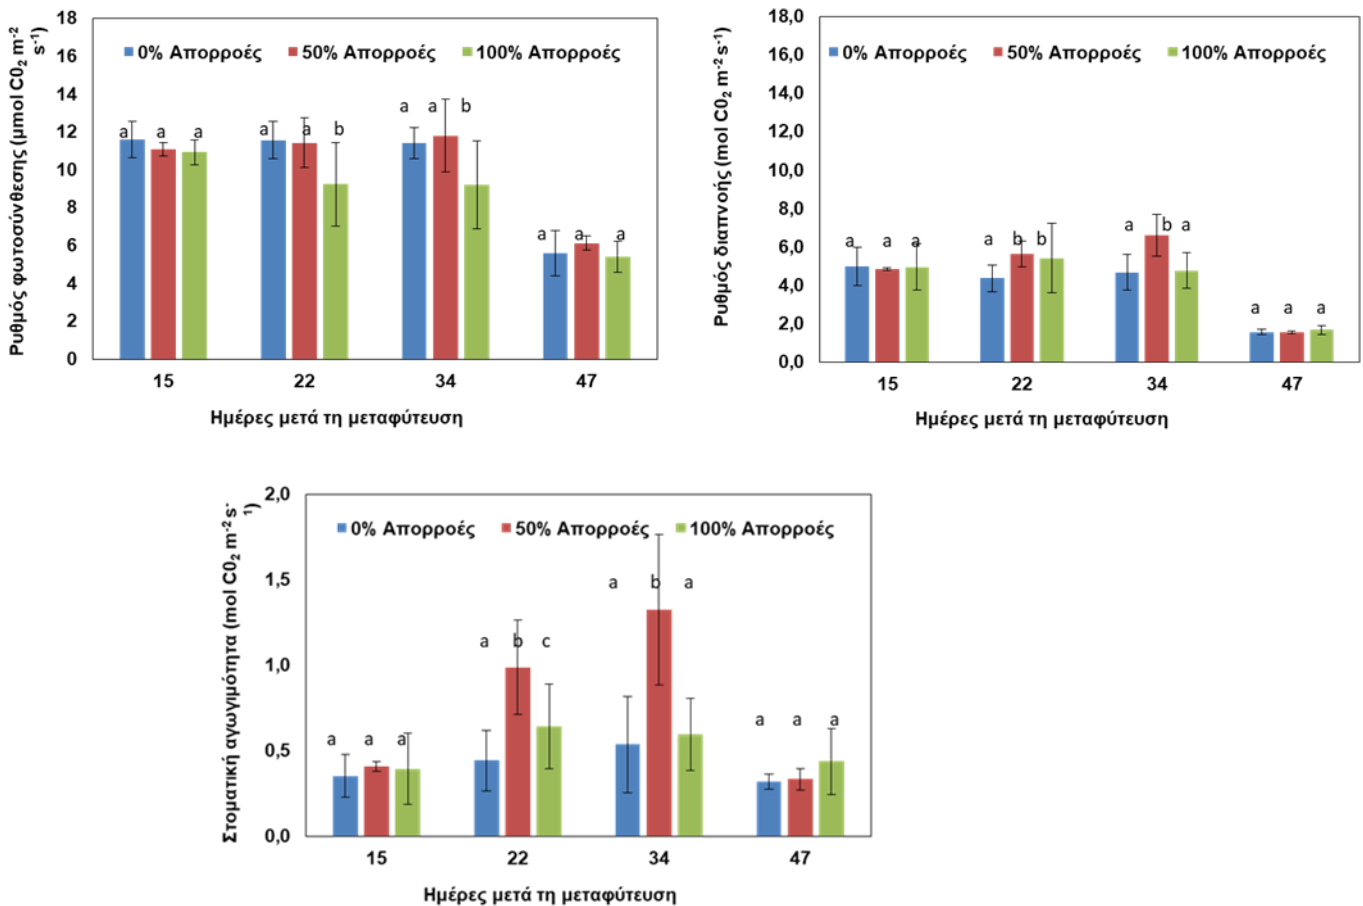 Ρυθμός φωτοσύνθεσης (μmol C0₂ m⁻²
s⁻¹)
18
16
14
12
10
8
6
4
2
0
0% Απορροές 50% Απορροές 100% Απορροές
a a a
a a b
a a b
a a a
15 22 34 47
Ημέρες μετά τη μεταφύτευση
Ρυθμός διαπνοής (mol C0₂ m⁻² s⁻¹)
18,0
16,0
14,0
12,0
10,0
8,0
6,0
4,0
2,0
0,0
0% Απορροές 50% Απορροές 100% Απορροές
a a a
a b b
a b a
a a a
15 22 34 47
Ημέρες μετά τη μεταφύτευση
Στοματική αγωγιμότητα (mol C0₂ m⁻² s⁻
¹)
2,0
1,5
1,0
0,5
0,0
0% Απορροές 50% Απορροές 100% Απορροές
a a a
a b c
a b a
a a a
15 22 34 47
Ημέρες μετά τη μεταφύτευση